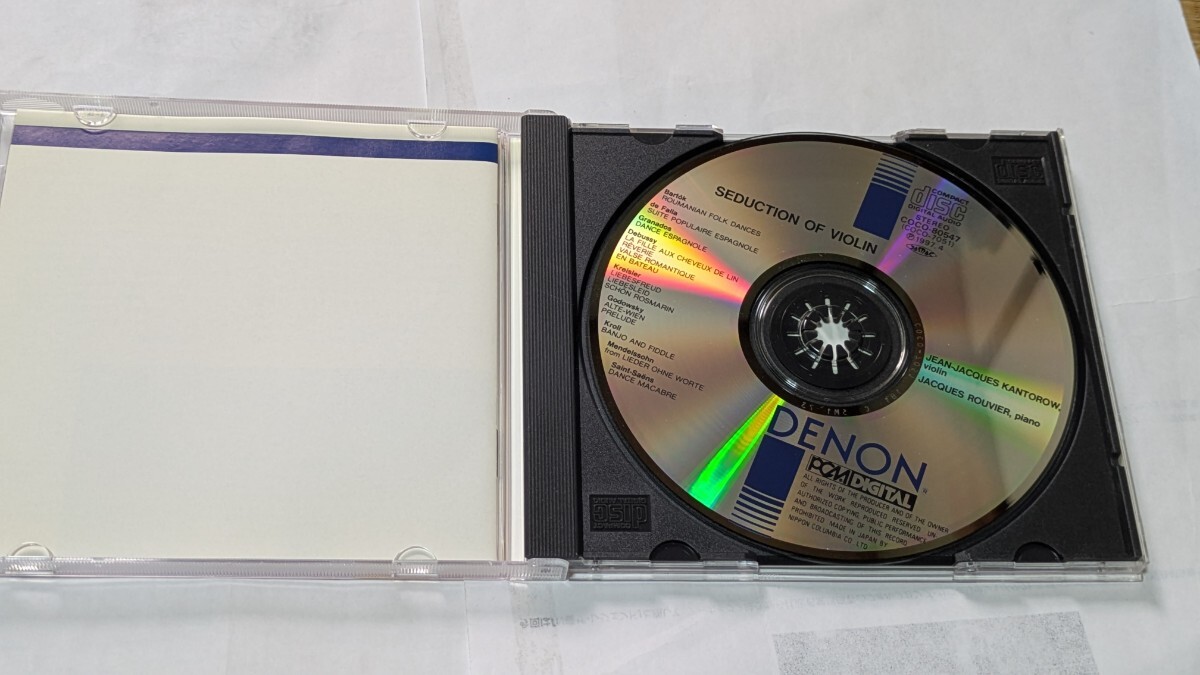 SEDUCTION OF VIOLIN
Bartók
ROUMANIAN FOLK DANCES
de Falla
SUITE POPULAIRE ESPAGNOLE
Granados
DANCE ESPAGNOLE
Debussy
LA FILLE AUX CHEVEUX DE LIN
RÊVERIE
VALSE ROMANTIQUE
EN BATEAU
Kreisler
LIEBESFREUD
LIEBESLEID
SCHÖN ROSMARIN
Godowsky
ALTE-WIEN
PRELUDE
Kroll
BANJO AND FIDDLE
Mendelssohn
from LIEDER OHNE WORTE
Saint-Saëns
DANCE MACABRE
COMPACT
disc
DIGITAL AUDIO
STEREO
COCO-80547
(COCO-70511)
1997.4
JEAN-JACQUES KANTOROW,
violin
JACQUES ROUVIER, piano
DENON
PCM DIGITAL
ALL RIGHTS OF THE PRODUCER AND OF THE OWNER
OF THE WORK REPRODUCED RESERVED. UN
AUTHORIZED COPYING, PUBLIC PERFORMANCE
AND BROADCASTING OF THIS RECORD
PROHIBITED. MADE IN JAPAN BY
NIPPON COLUMBIA CO. LTD.
disc
disc